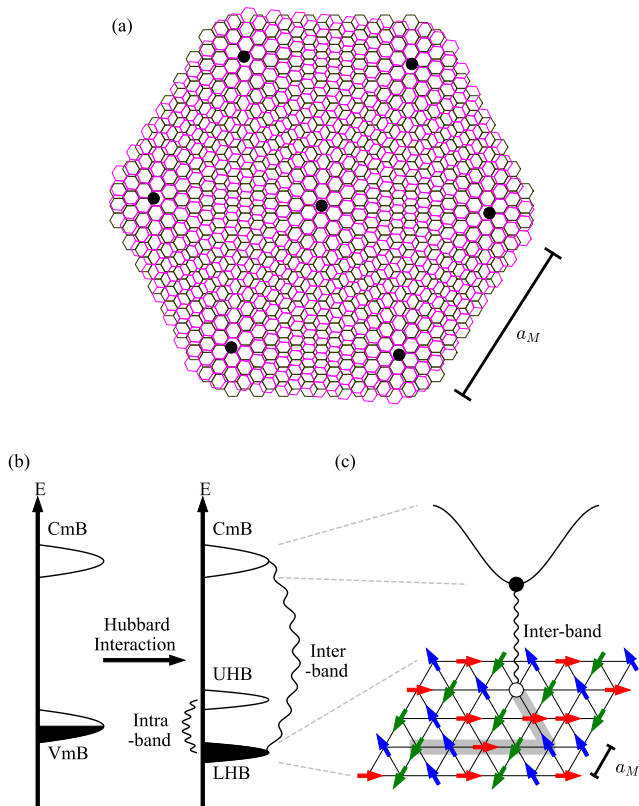 (a)
a_M
(b)
(c)
E
E
CmB
CmB
Hubbard
Interaction
Inter
-band
Inter-band
UHB
Intra
-band
VmB
LHB
a_M